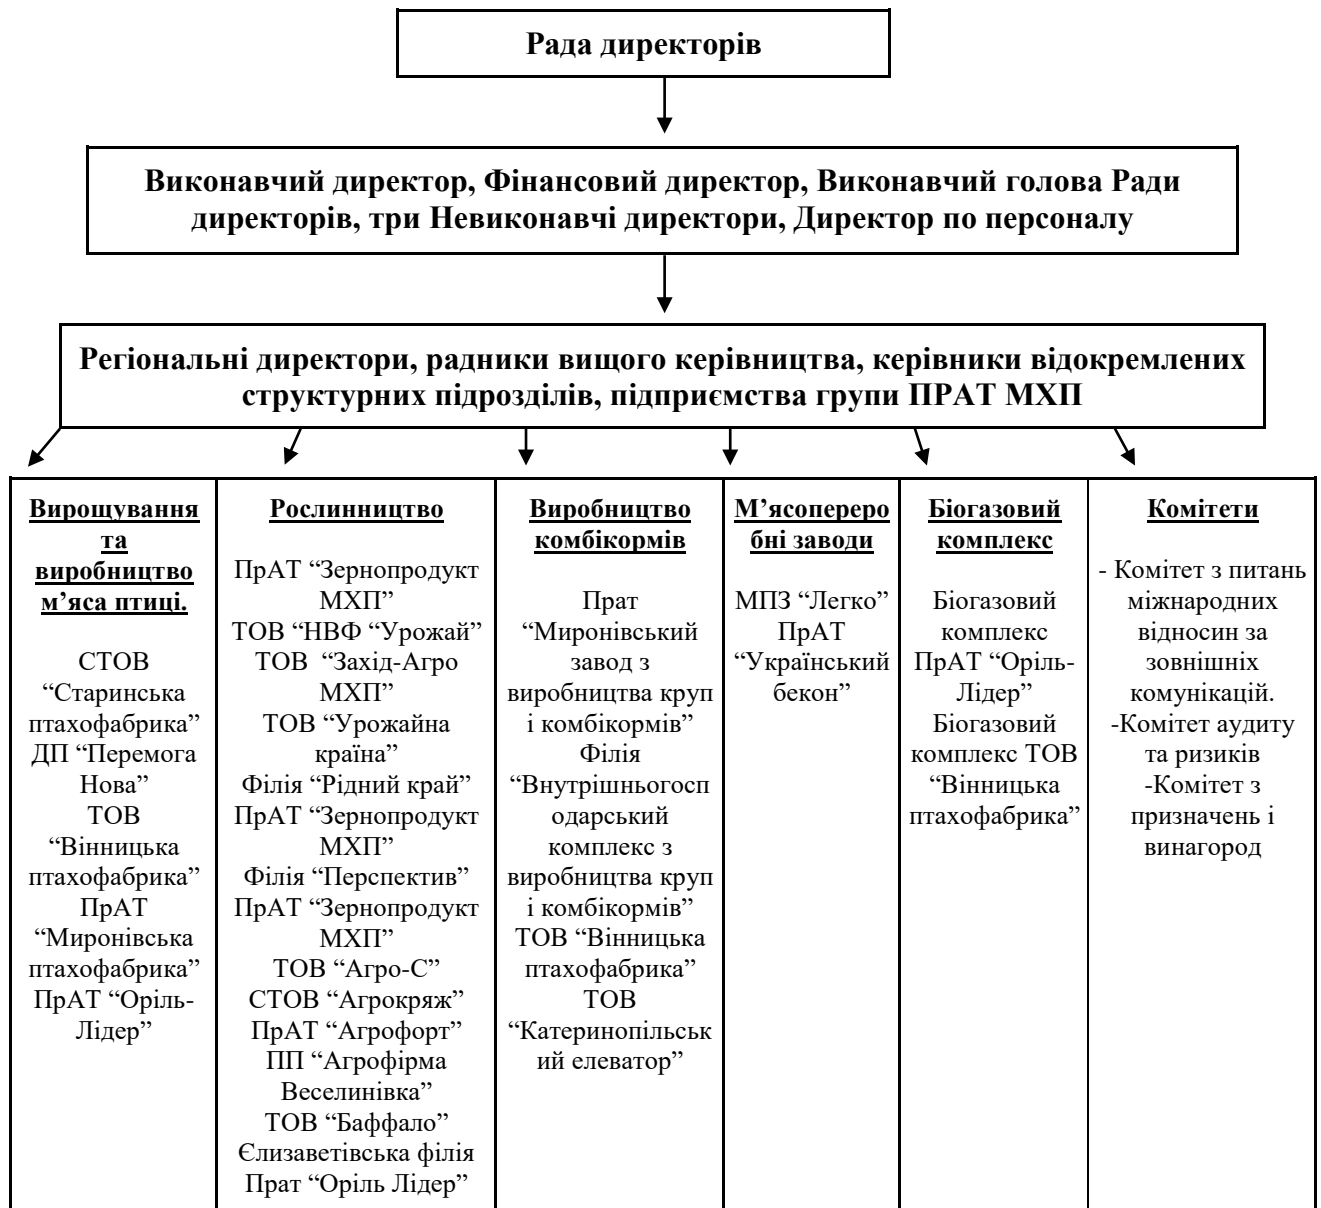 Рада директорів
Виконавчий директор, Фінансовий директор, Виконавчий голова Ради
директорів, три Невиконавчі директори, Директор по персоналу
Регіональні директори, радники вищого керівництва, керівники відокремлених
структурних підрозділів, підприємства групи ПРАТ МХП
Вирощування
та
виробництво
м’яса птиці.
СТОВ
“Старинська
птахофабрика”
ДП “Перемога
Нова”
ТОВ
“Вінницька
птахофабрика”
ПрАТ
“Миронівська
птахофабрика”
ПрАТ “Оріль-
Лідер”
Рослинництво
ПрАТ “Зернопродукт
МХП”
ТОВ “НВФ “Урожай”
ТОВ “Захід-Агро
МХП”
ТОВ “Урожайна
країна”
Філія “Рідний край”
ПрАТ “Зернопродукт
МХП”
Філія “Перспектив”
ПрАТ “Зернопродукт
МХП”
ТОВ “Агро-С”
СТОВ “Агрокряж”
ПрАТ “Агрофорт”
ПП “Агрофірма
Веселинівка”
ТОВ “Баффало”
Єлизаветівська філія
Прат “Оріль Лідер”
Виробництво
комбікормів
Прат
“Миронівський
завод з
виробництва круп
і комбікормів”
Філія
“Внутрішньогосп
одарський
комплекс з
виробництва круп
і комбікормів”
ТОВ “Вінницька
птахофабрика”
ТОВ
“Катеринопільськ
ий елеватор”
М’ясоперерo
бні заводи
МПЗ “Легко”
ПрАТ
“Український
бекон”
Біогазовий
комплекс
Біогазовий
комплекс
ПрАТ “Оріль-
Лідер”
Біогазовий
комплекс ТОВ
“Вінницька
птахофабрика”
Комітети
- Комітет з питань
міжнародних
відносин за
зовнішніх
комунікацій.
-Комітет аудиту
та ризиків
-Комітет з
призначень і
винагород